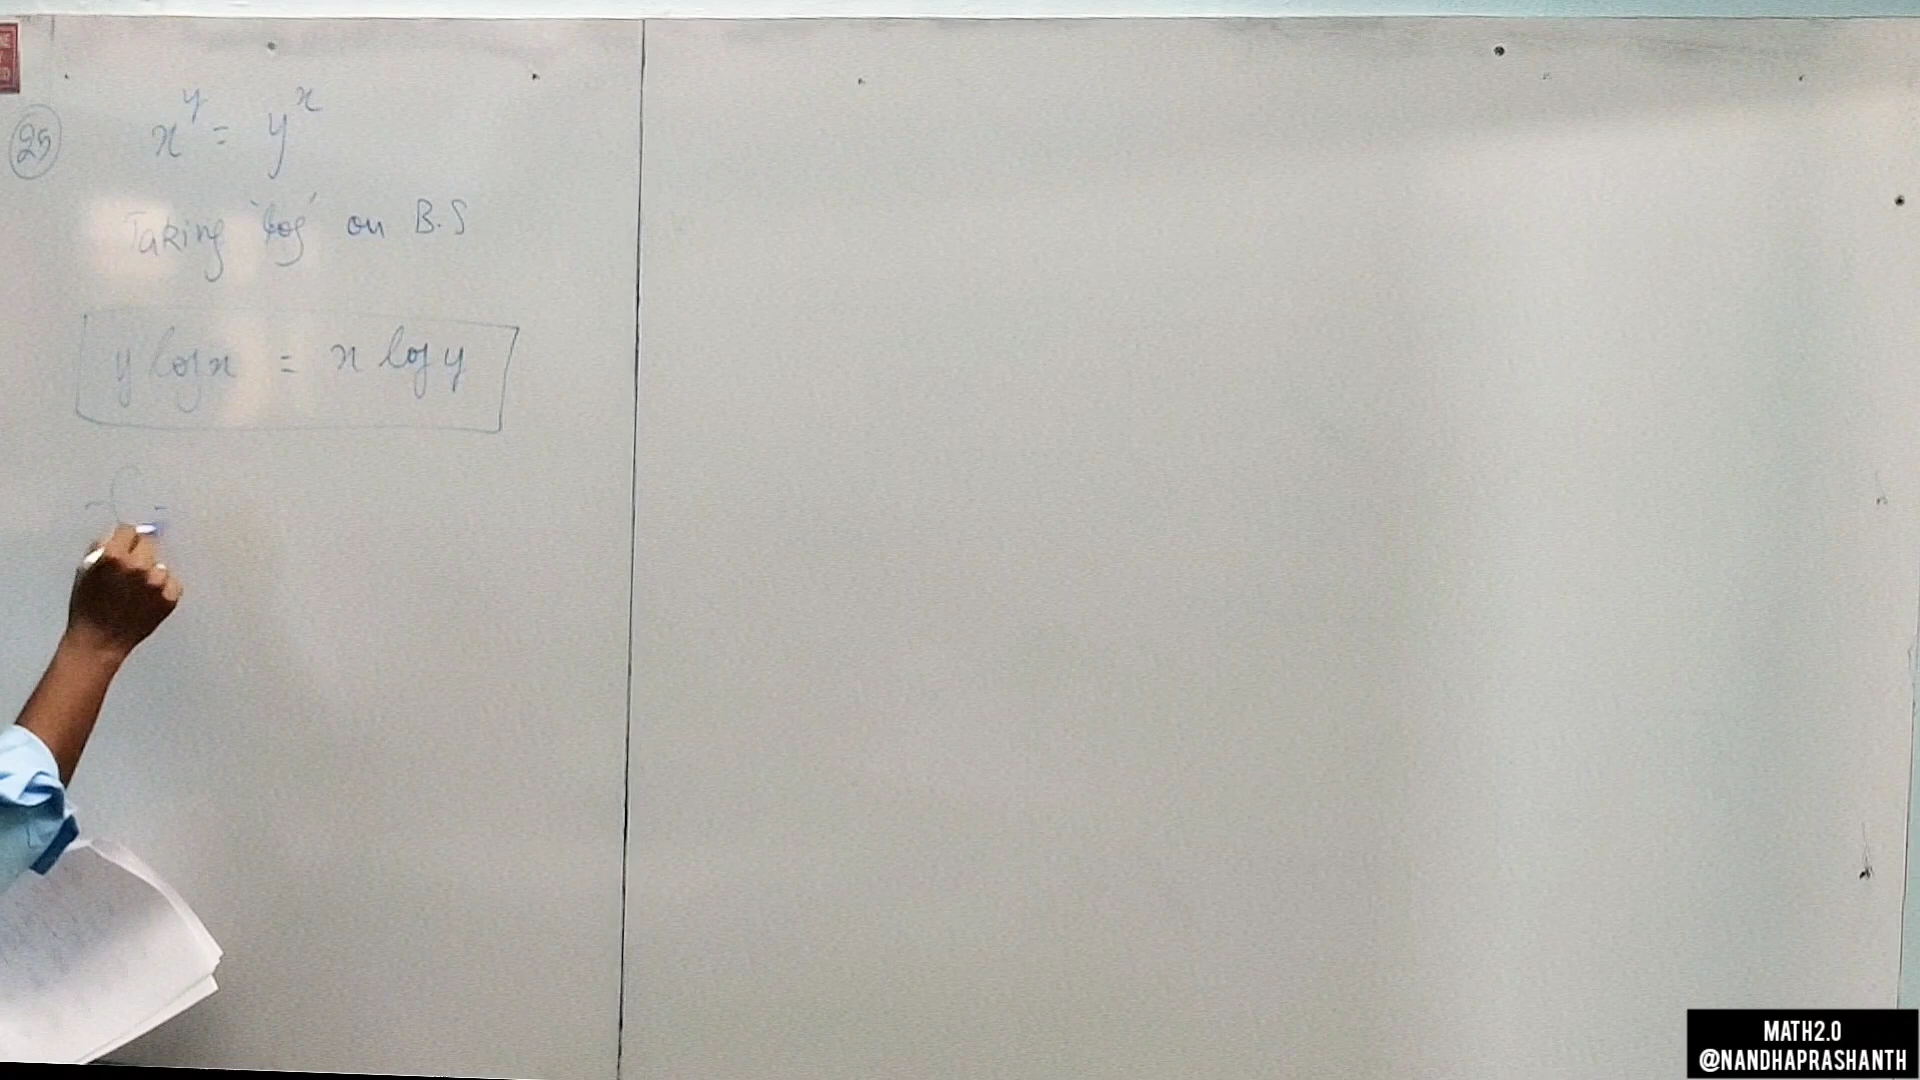 25 x^y = y^x
Taking 'log' on B.S
y log x = x log y
MATH2.0
@NANDHAPRASHANTH